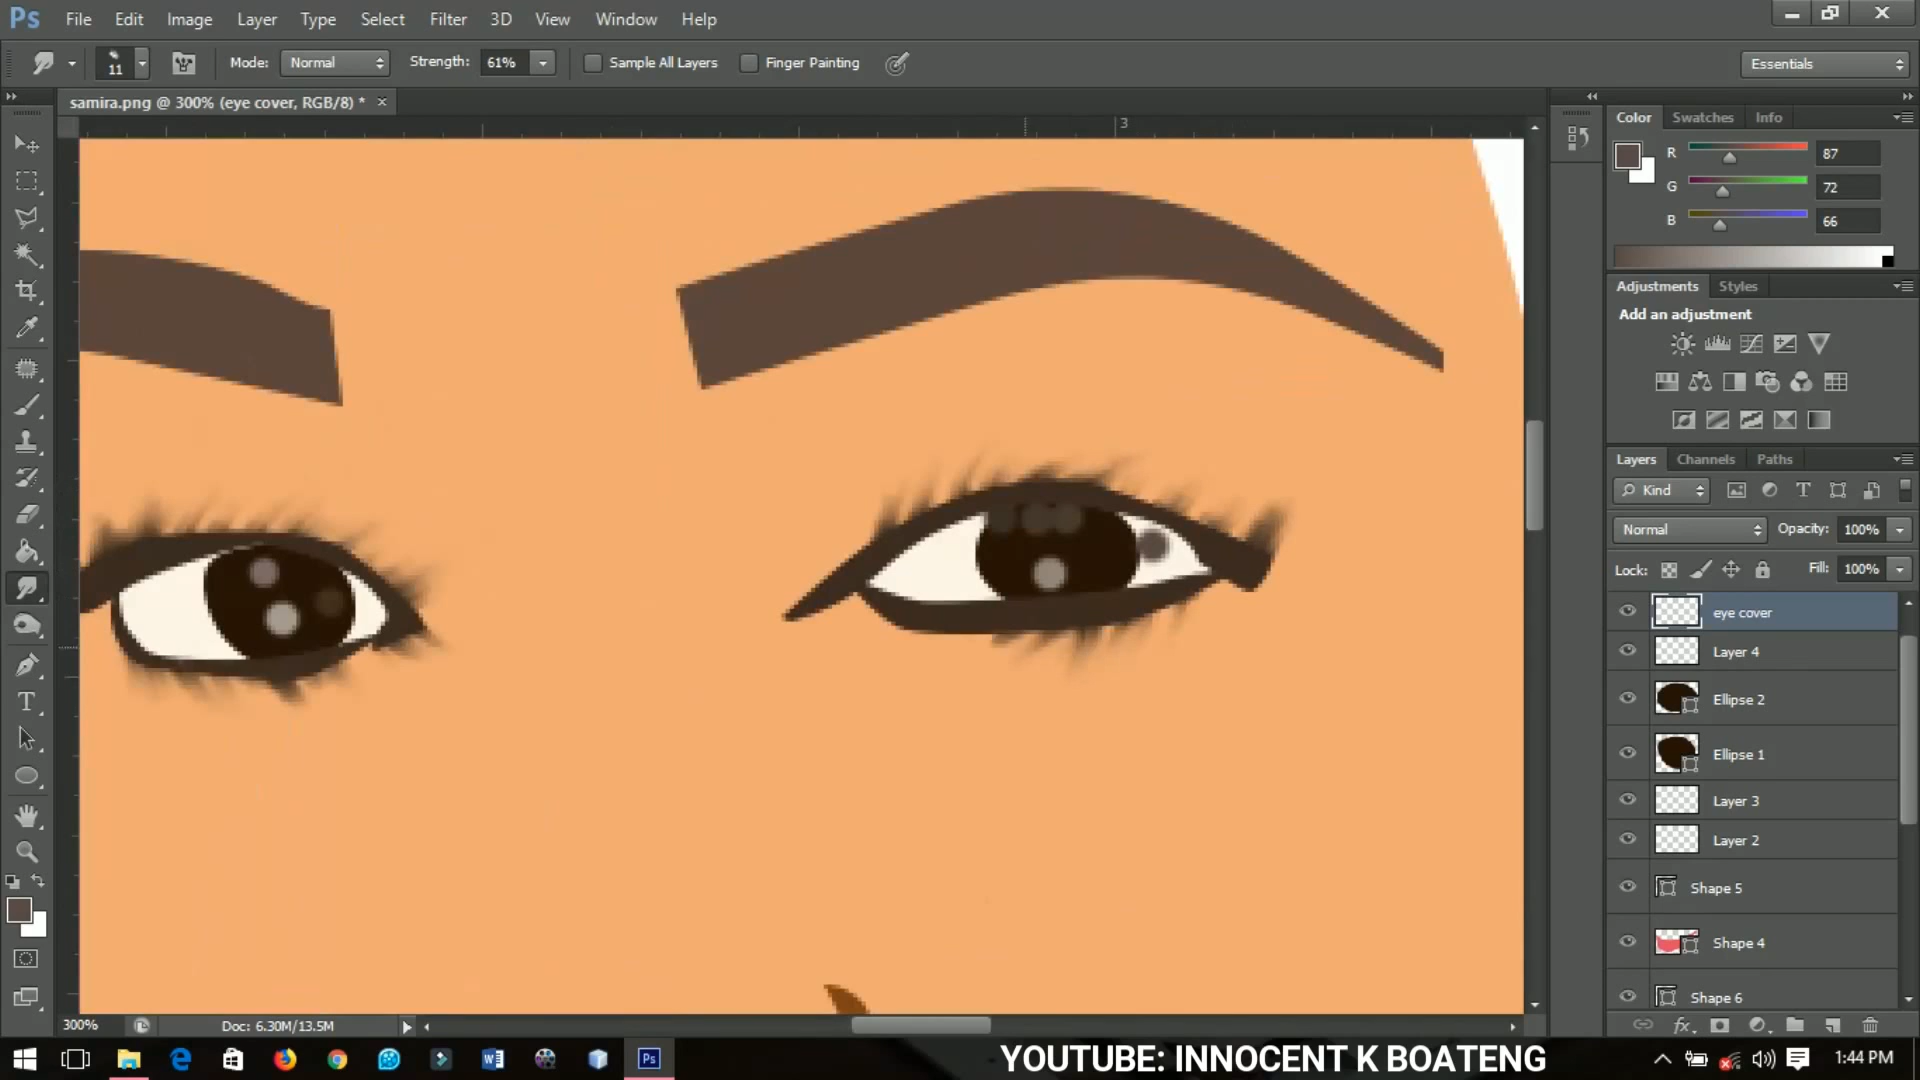 Ps File Edit Image Layer Type Select Filter 3D View Window Help
11 Mode: Normal Strength: 61% Sample All Layers Finger Painting Essentials
samira.png @ 300% (eye cover, RGB/8) * ×
3
Color Swatches Info
R 87
G 72
B 66
Adjustments Styles
Add an adjustment
Layers Channels Paths
Kind
Normal Opacity: 100%
Lock: Fill: 100%
eye cover
Layer 4
Ellipse 2
Ellipse 1
Layer 3
Layer 2
Shape 5
Shape 4
Shape 6
300% Doc: 6.30M/13.5M
YOUTUBE: INNOCENT K BOATENG
1:44 PM